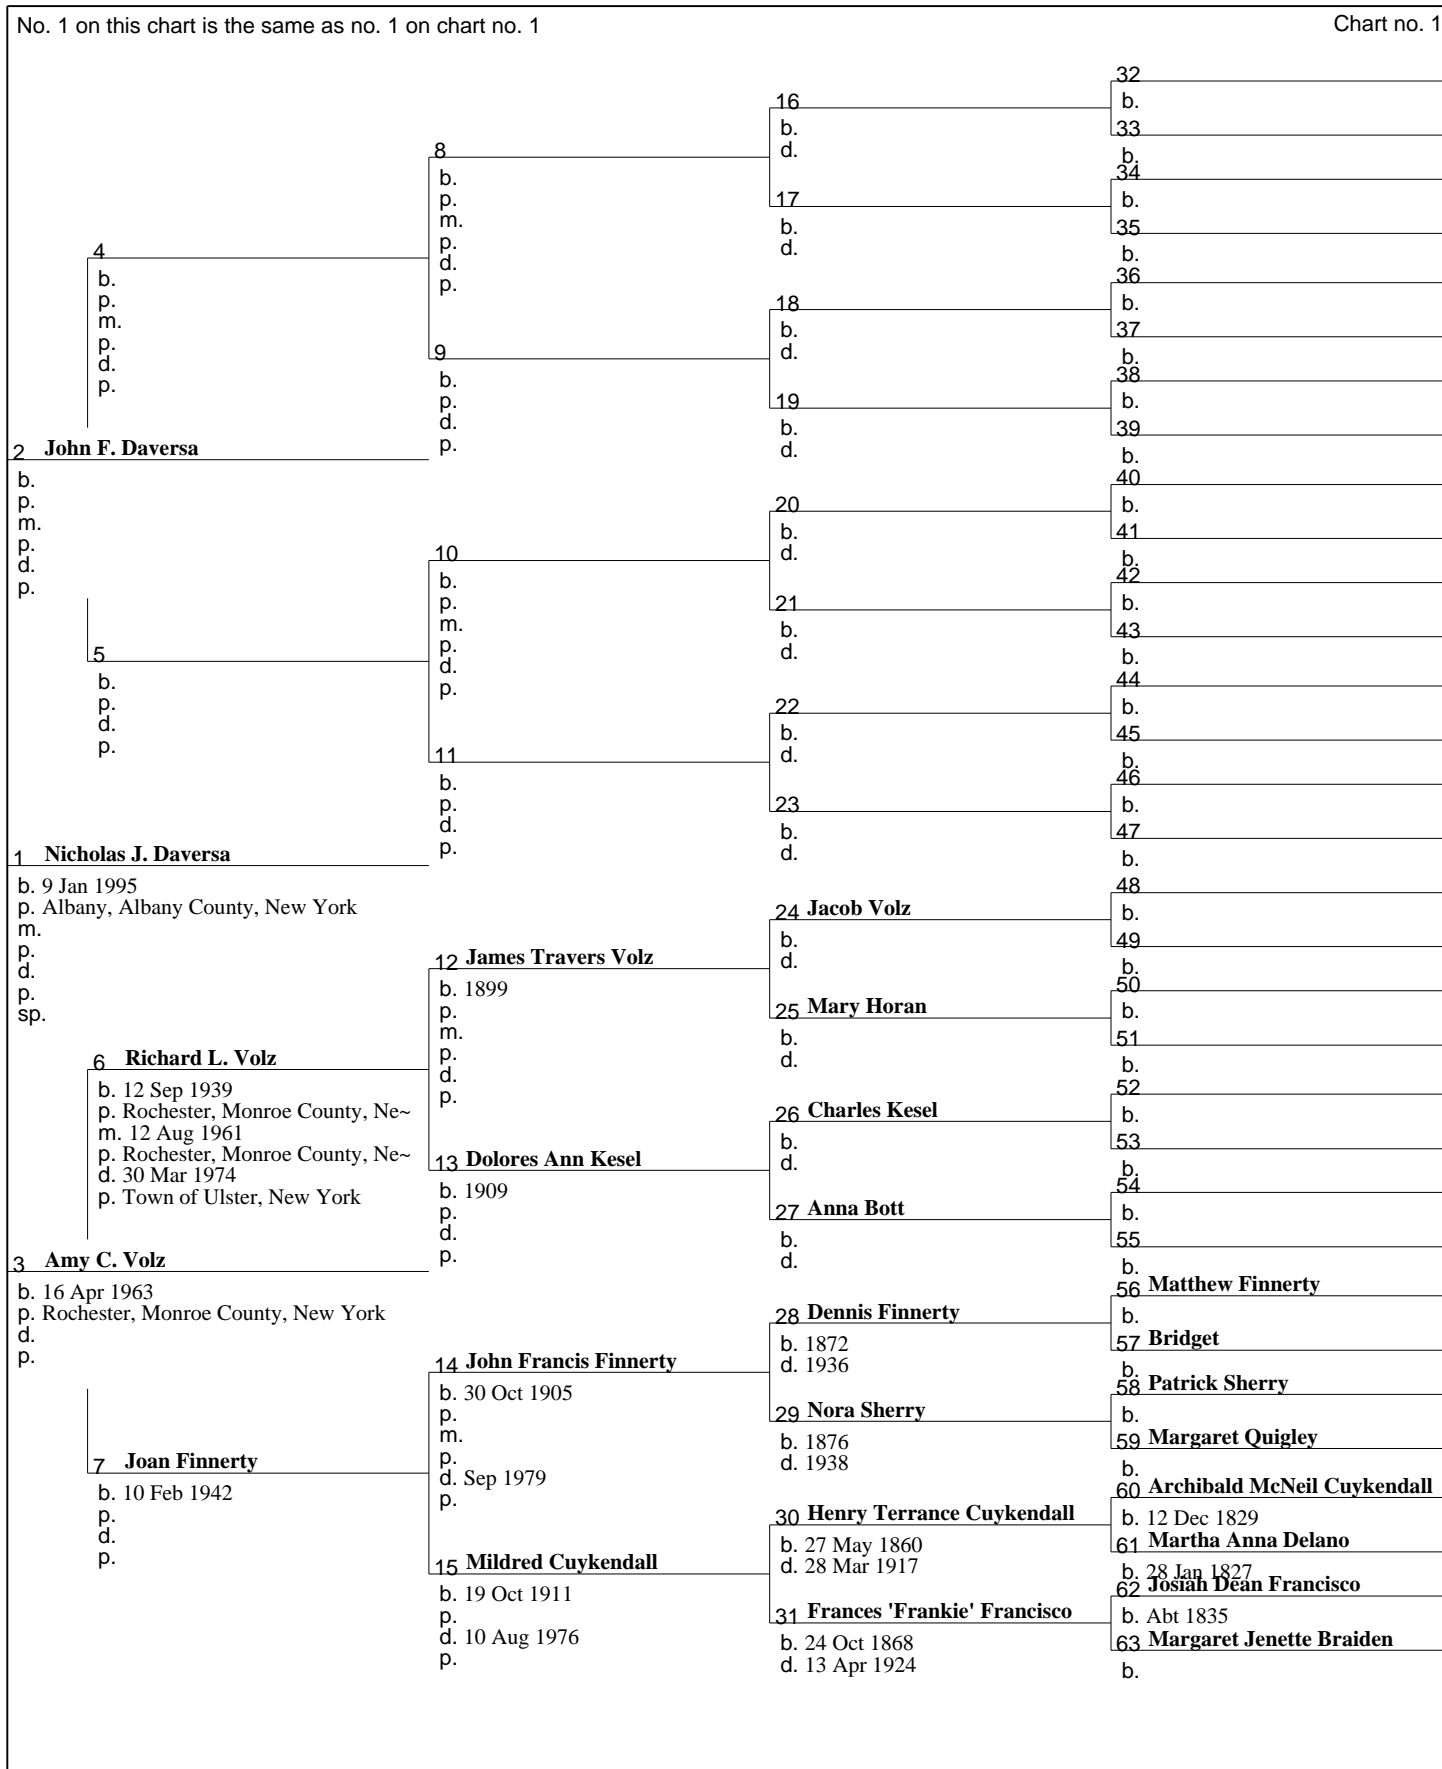 No. 1 on this chart is the same as no. 1 on chart no. 1
Chart no. 1
2 John F. Daversa
b.
p.
m.
p.
d.
p.
1 Nicholas J. Daversa
b. 9 Jan 1995
p. Albany, Albany County, New York
m.
p.
d.
p.
sp.
3 Amy C. Volz
b. 16 Apr 1963
p. Rochester, Monroe County, New York
d.
p.
4
b.
p.
m.
p.
d.
p.
5
b.
p.
d.
p.
6 Richard L. Volz
b. 12 Sep 1939
p. Rochester, Monroe County, Ne~
m. 12 Aug 1961
p. Rochester, Monroe County, Ne~
d. 30 Mar 1974
p. Town of Ulster, New York
7 Joan Finnerty
b. 10 Feb 1942
p.
d.
p.
8
b.
p.
m.
p.
d.
p.
9
b.
p.
d.
p.
10
b.
p.
m.
p.
d.
p.
11
b.
p.
d.
p.
12 James Travers Volz
b. 1899
p.
m.
p.
d.
p.
13 Dolores Ann Kesel
b. 1909
p.
d.
p.
14 John Francis Finnerty
b. 30 Oct 1905
p.
m.
p.
d. Sep 1979
p.
15 Mildred Cuykendall
b. 19 Oct 1911
p.
d. 10 Aug 1976
p.
16
b.
d.
17
b.
d.
18
b.
d.
19
b.
d.
20
b.
d.
21
b.
d.
22
b.
d.
23
b.
d.
24 Jacob Volz
b.
d.
25 Mary Horan
b.
d.
26 Charles Kesel
b.
d.
27 Anna Bott
b.
d.
28 Dennis Finnerty
b. 1872
d. 1936
29 Nora Sherry
b. 1876
d. 1938
30 Henry Terrance Cuykendall
b. 27 May 1860
d. 28 Mar 1917
31 Frances 'Frankie' Francisco
b. 24 Oct 1868
d. 13 Apr 1924
32
b.
33
b.
34
b.
35
b.
36
b.
37
b.
38
b.
39
b.
40
b.
41
b.
42
b.
43
b.
44
b.
45
b.
46
b.
47
b.
48
b.
49
b.
50
b.
51
b.
52
b.
53
b.
54
b.
55
b.
56 Matthew Finnerty
b.
57 Bridget
b.
58 Patrick Sherry
b.
59 Margaret Quigley
b.
60 Archibald McNeil Cuykendall
b. 12 Dec 1829
61 Martha Anna Delano
b. 28 Jan 1827
62 Josiah Dean Francisco
b. Abt 1835
63 Margaret Jenette Braiden
b.